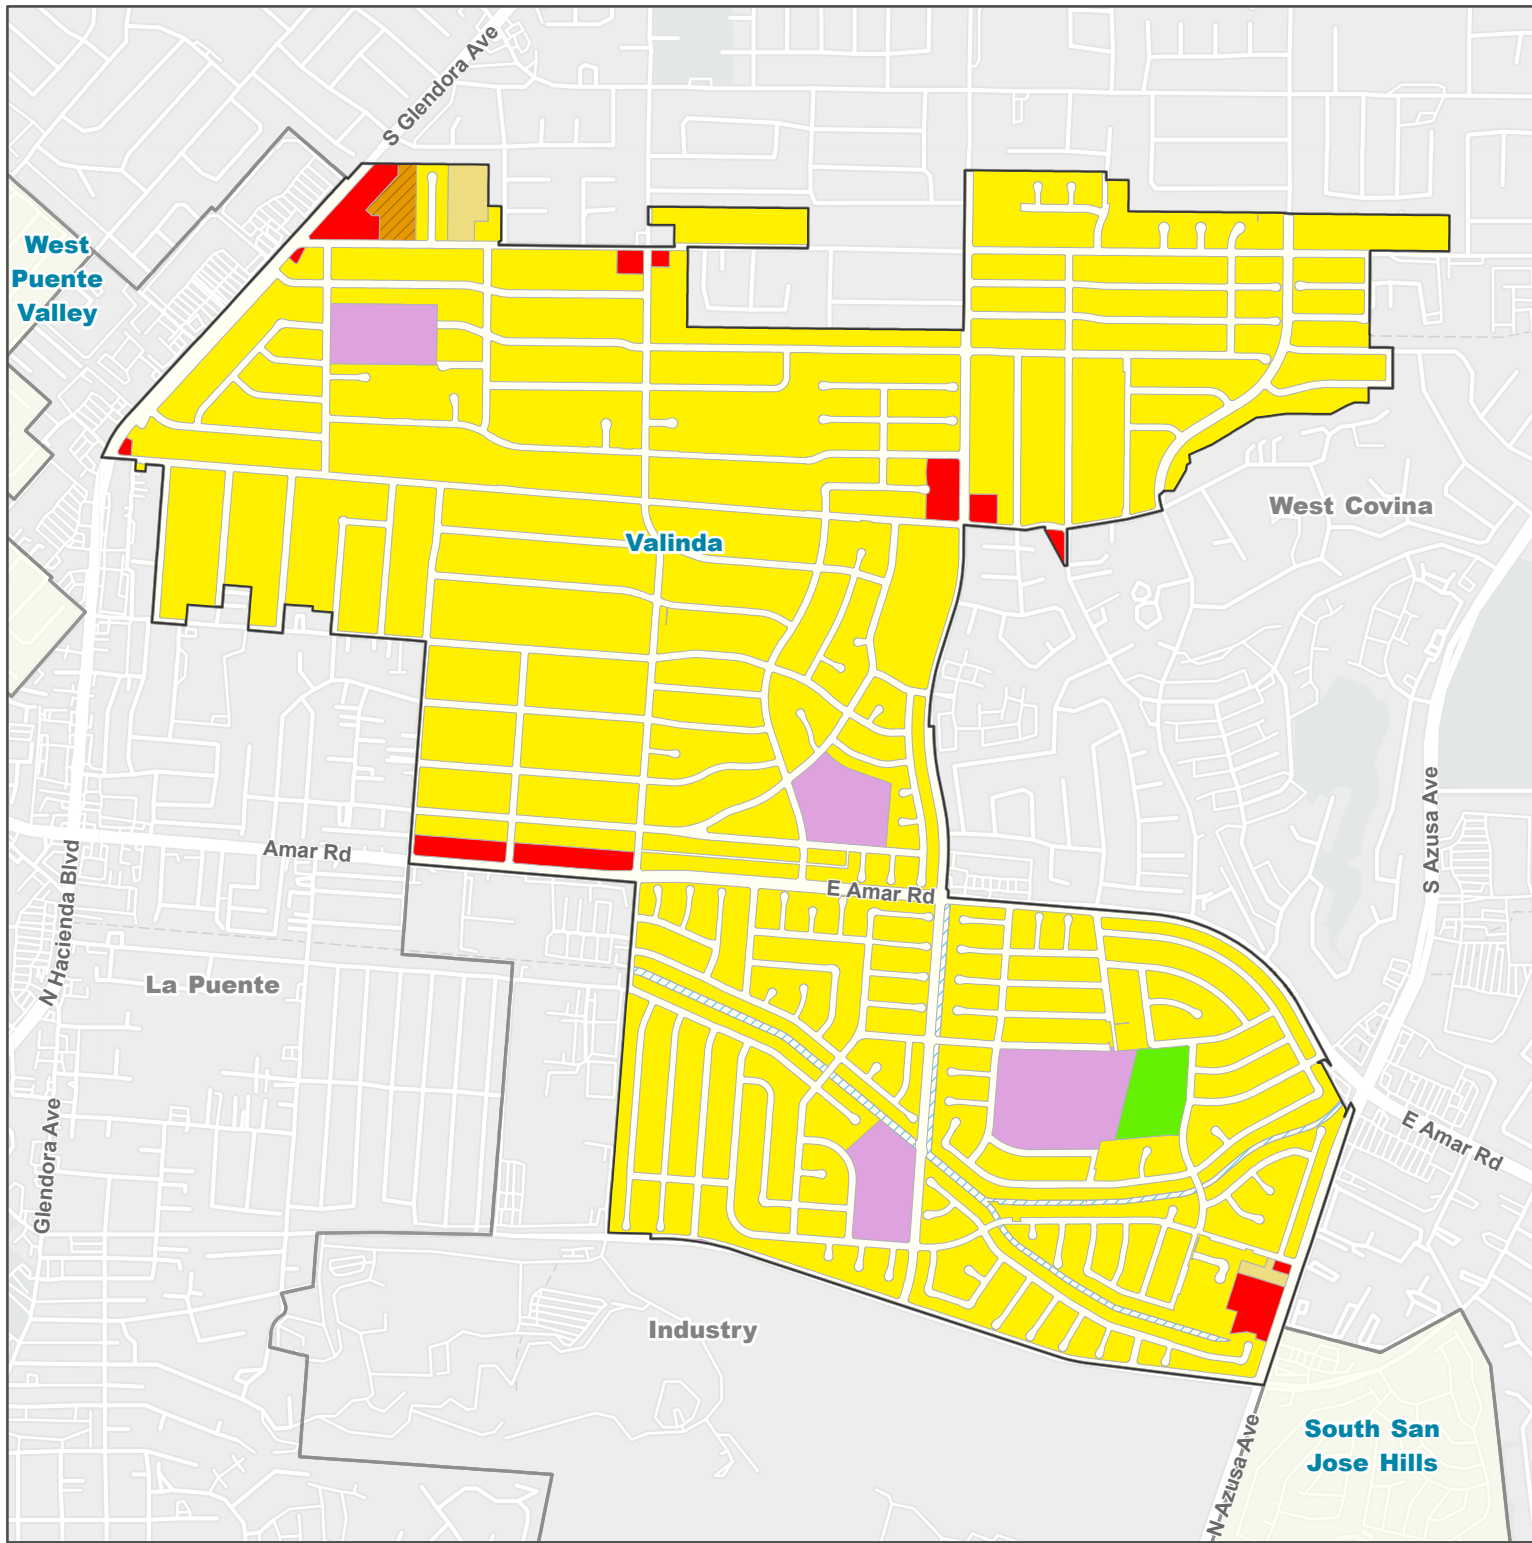 S Glendora Ave
West
Puente
Valley
West Covina
Valinda
S Azusa Ave
Amar Rd
E Amar Rd
N Hacienda Blvd
La Puente
E Amar Rd
Glendora Ave
Industry
South San
Jose Hills
N Azusa Ave